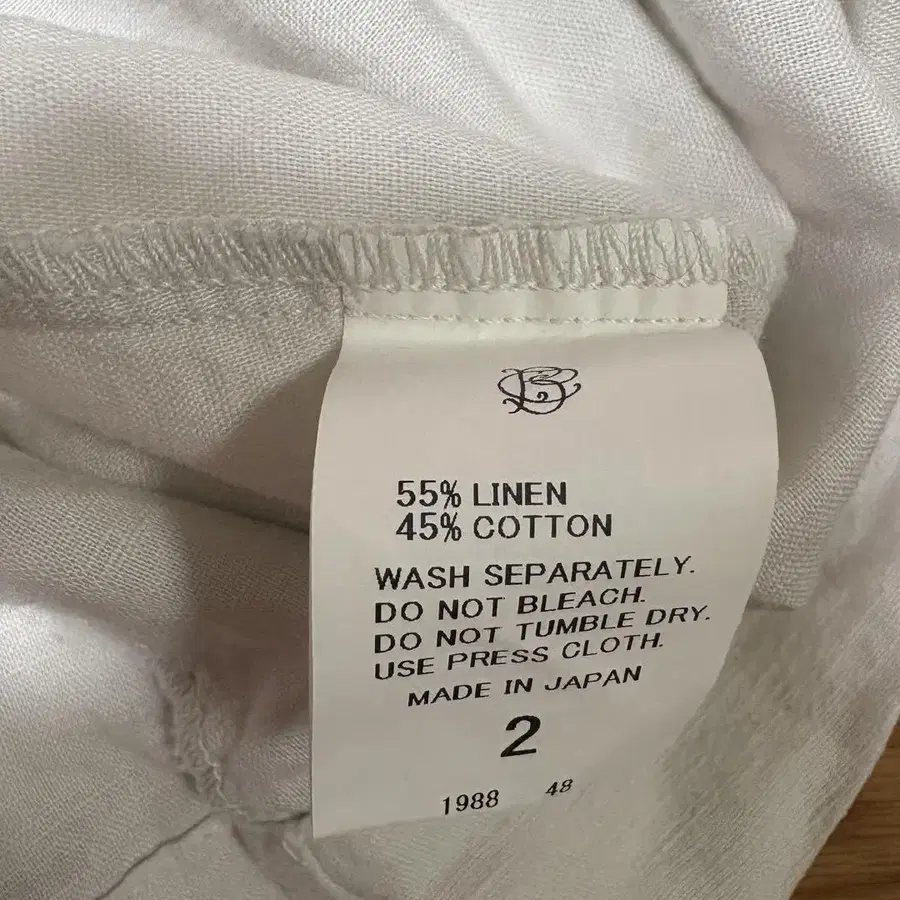 55% LINEN
45% COTTON
WASH SEPARATELY.
DO NOT BLEACH.
DO NOT TUMBLE DRY.
USE PRESS CLOTH.
MADE IN JAPAN
2
1988 48